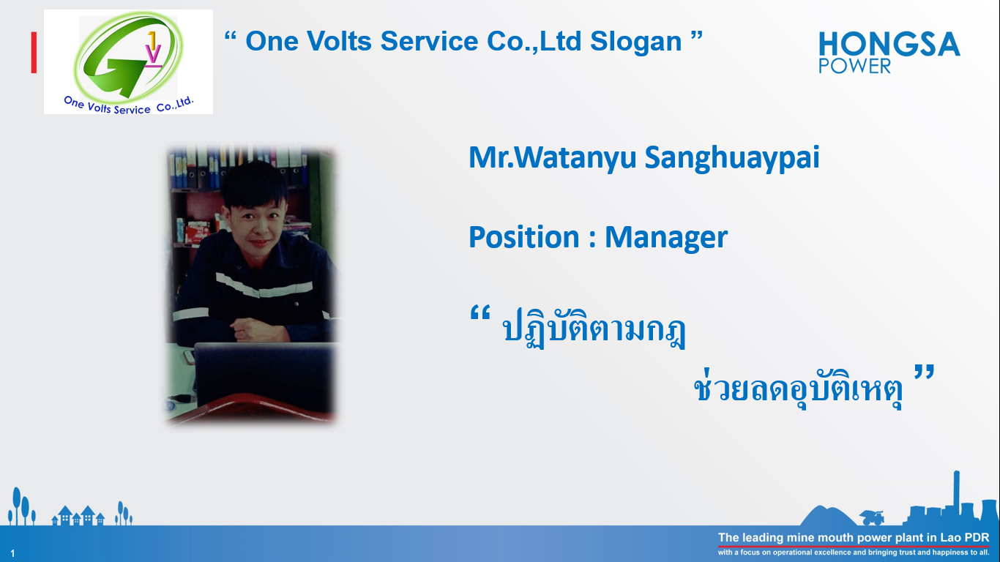 1
V
One Volts Service Co.,Ltd.
“ One Volts Service Co.,Ltd Slogan ”
HONGSA
POWER
Mr.Watanyu Sanghuaypai
Position : Manager
“ ปฏิบัติตามกฎ
ช่วยลดอุบัติเหตุ ”
The leading mine mouth power plant in Lao PDR
with a focus on operational excellence and bringing trust and happiness to all.
1